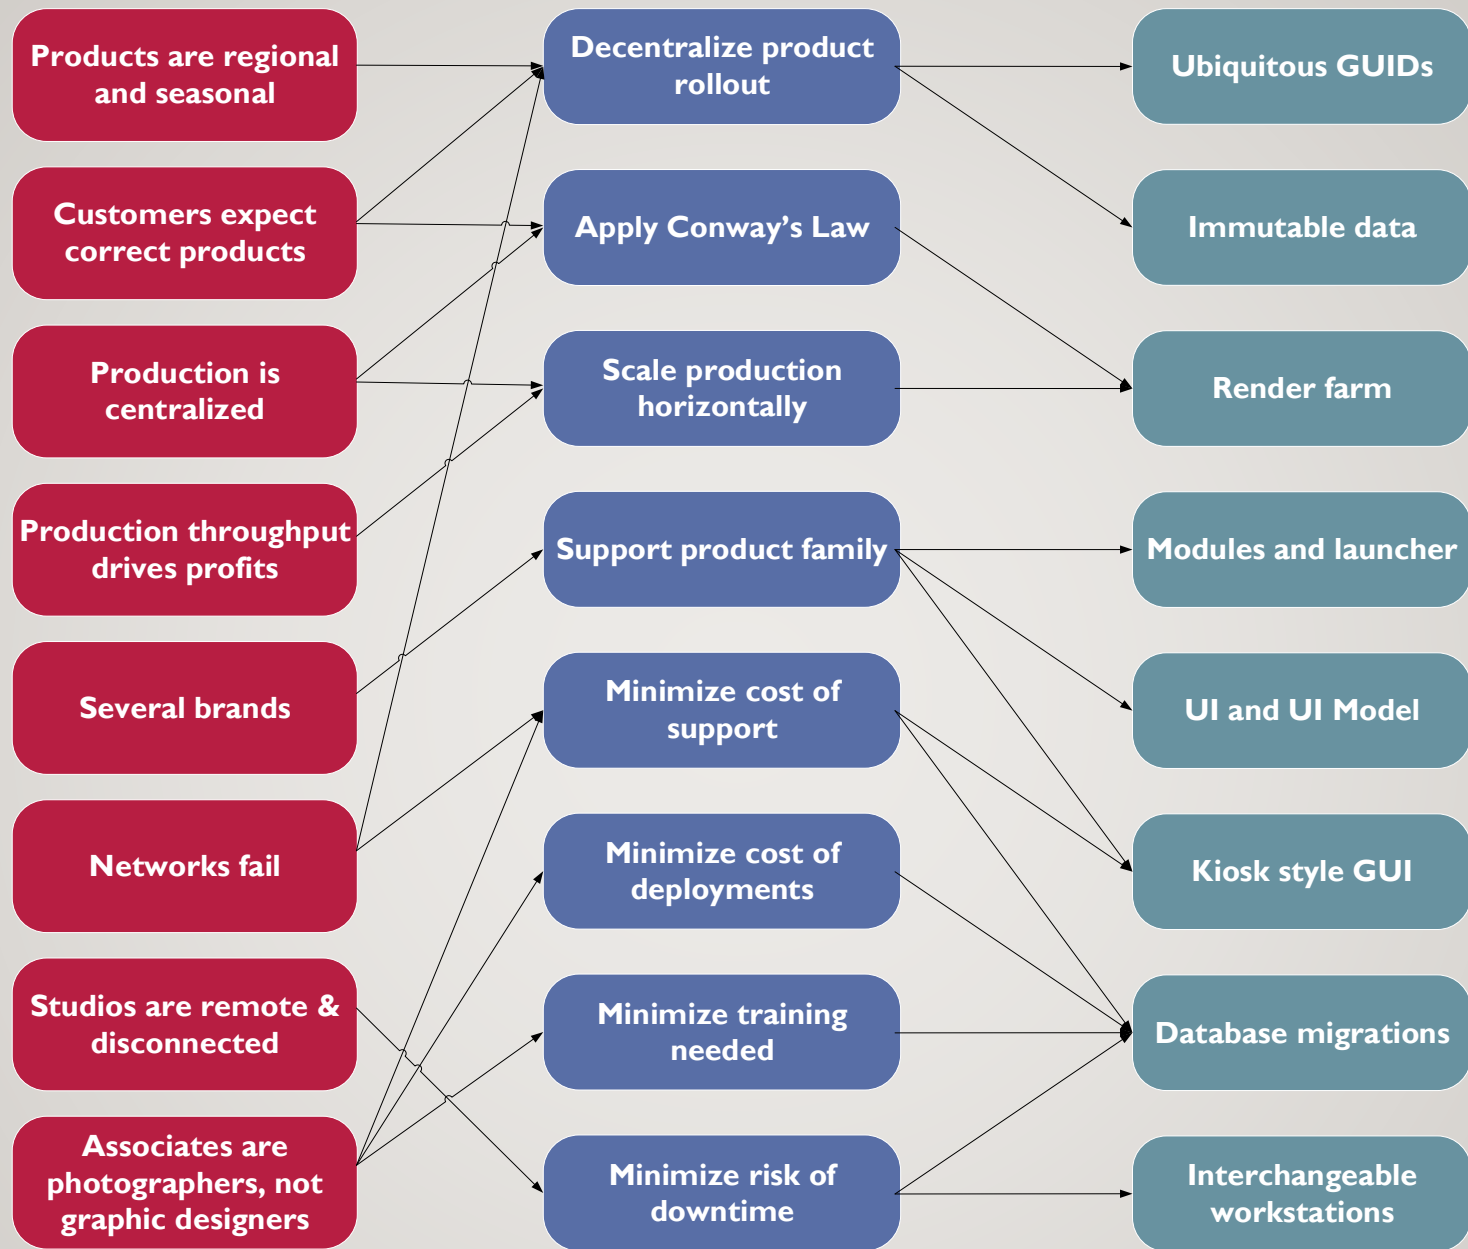 Products are regional
and seasonal
Customers expect
correct products
Production is
centralized
Production throughput
drives profits
Several brands
Networks fail
Studios are remote &
disconnected
Associates are
photographers, not
graphic designers
Decentralize product
rollout
Apply Conway’s Law
Scale production
horizontally
Support product family
Minimize cost of
support
Minimize cost of
deployments
Minimize training
needed
Minimize risk of
downtime
Ubiquitous GUIDs
Immutable data
Render farm
Modules and launcher
UI and UI Model
Kiosk style GUI
Database migrations
Interchangeable
workstations